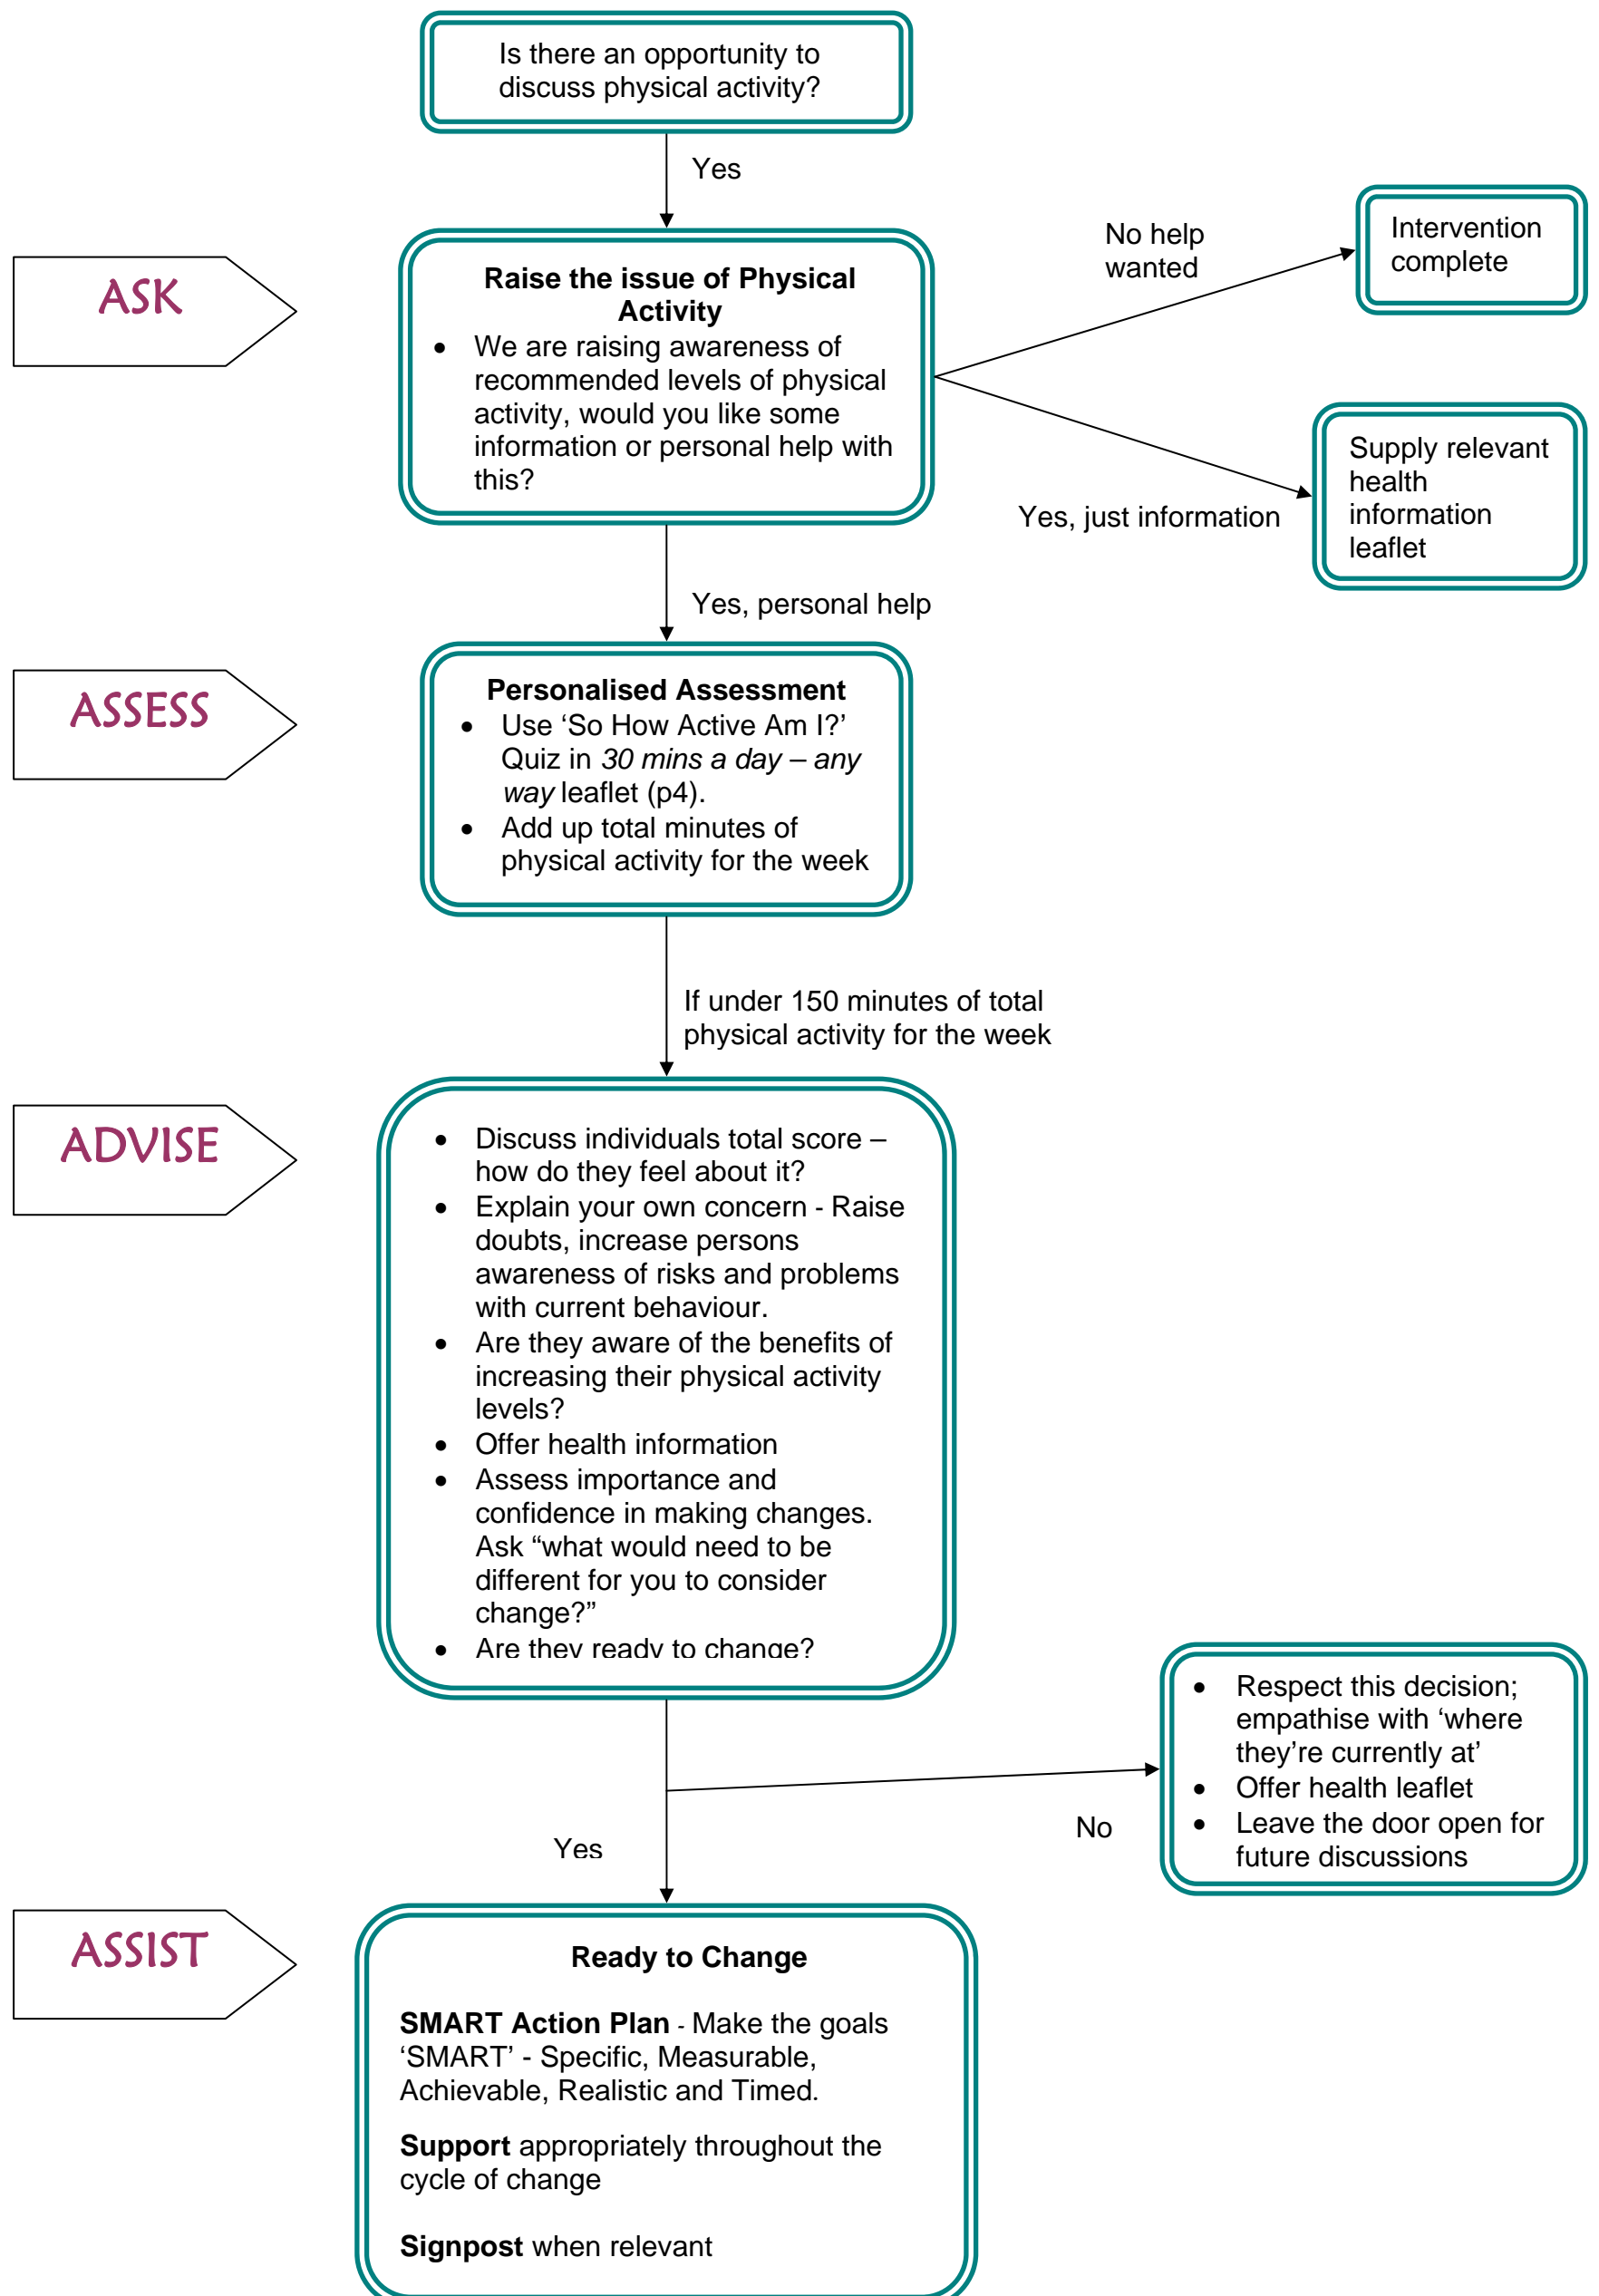 Is there an opportunity to
discuss physical activity?
Yes
ASK
Raise the issue of Physical
Activity
• We are raising awareness of
recommended levels of physical
activity, would you like some
information or personal help with
this?
No help
wanted
Intervention
complete
Yes, just information
Supply relevant
health
information
leaflet
Yes, personal help
ASSESS
Personalised Assessment
• Use ‘So How Active Am I?’
Quiz in 30 mins a day – any
way leaflet (p4).
• Add up total minutes of
physical activity for the week
If under 150 minutes of total
physical activity for the week
ADVISE
• Discuss individuals total score –
how do they feel about it?
• Explain your own concern - Raise
doubts, increase persons
awareness of risks and problems
with current behaviour.
• Are they aware of the benefits of
increasing their physical activity
levels?
• Offer health information
• Assess importance and
confidence in making changes.
Ask “what would need to be
different for you to consider
change?”
• Are they ready to change?
No
• Respect this decision;
empathise with ‘where
they’re currently at’
• Offer health leaflet
• Leave the door open for
future discussions
Yes
ASSIST
Ready to Change
SMART Action Plan - Make the goals
‘SMART’ - Specific, Measurable,
Achievable, Realistic and Timed.
Support appropriately throughout the
cycle of change
Signpost when relevant